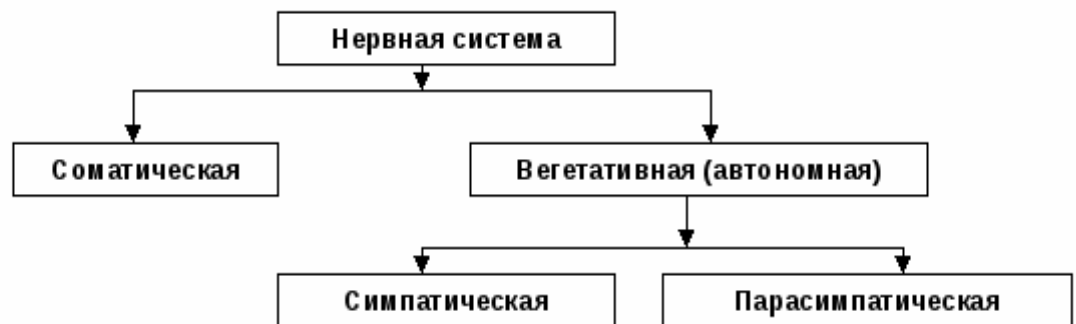 Нервная система
Соматическая
Вегетативная (автономная)
Симпатическая
Парасимпатическая